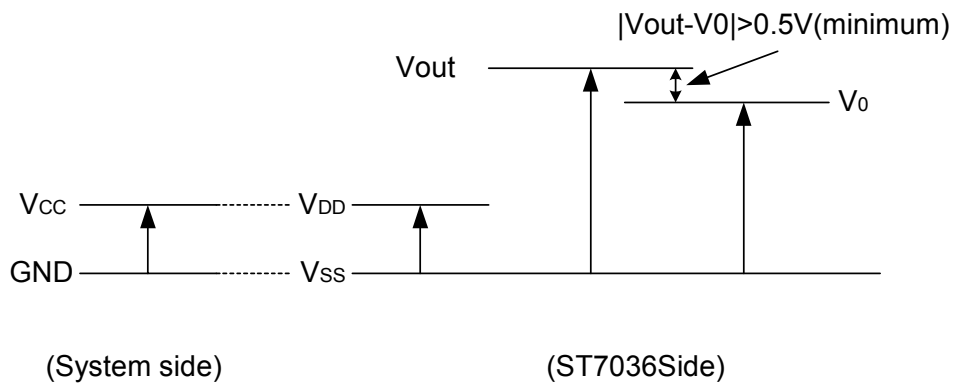 |Vout-V0|>0.5V(minimum)
Vout
V0
VCC
VDD
GND
VSS
(System side)
(ST7036Side)